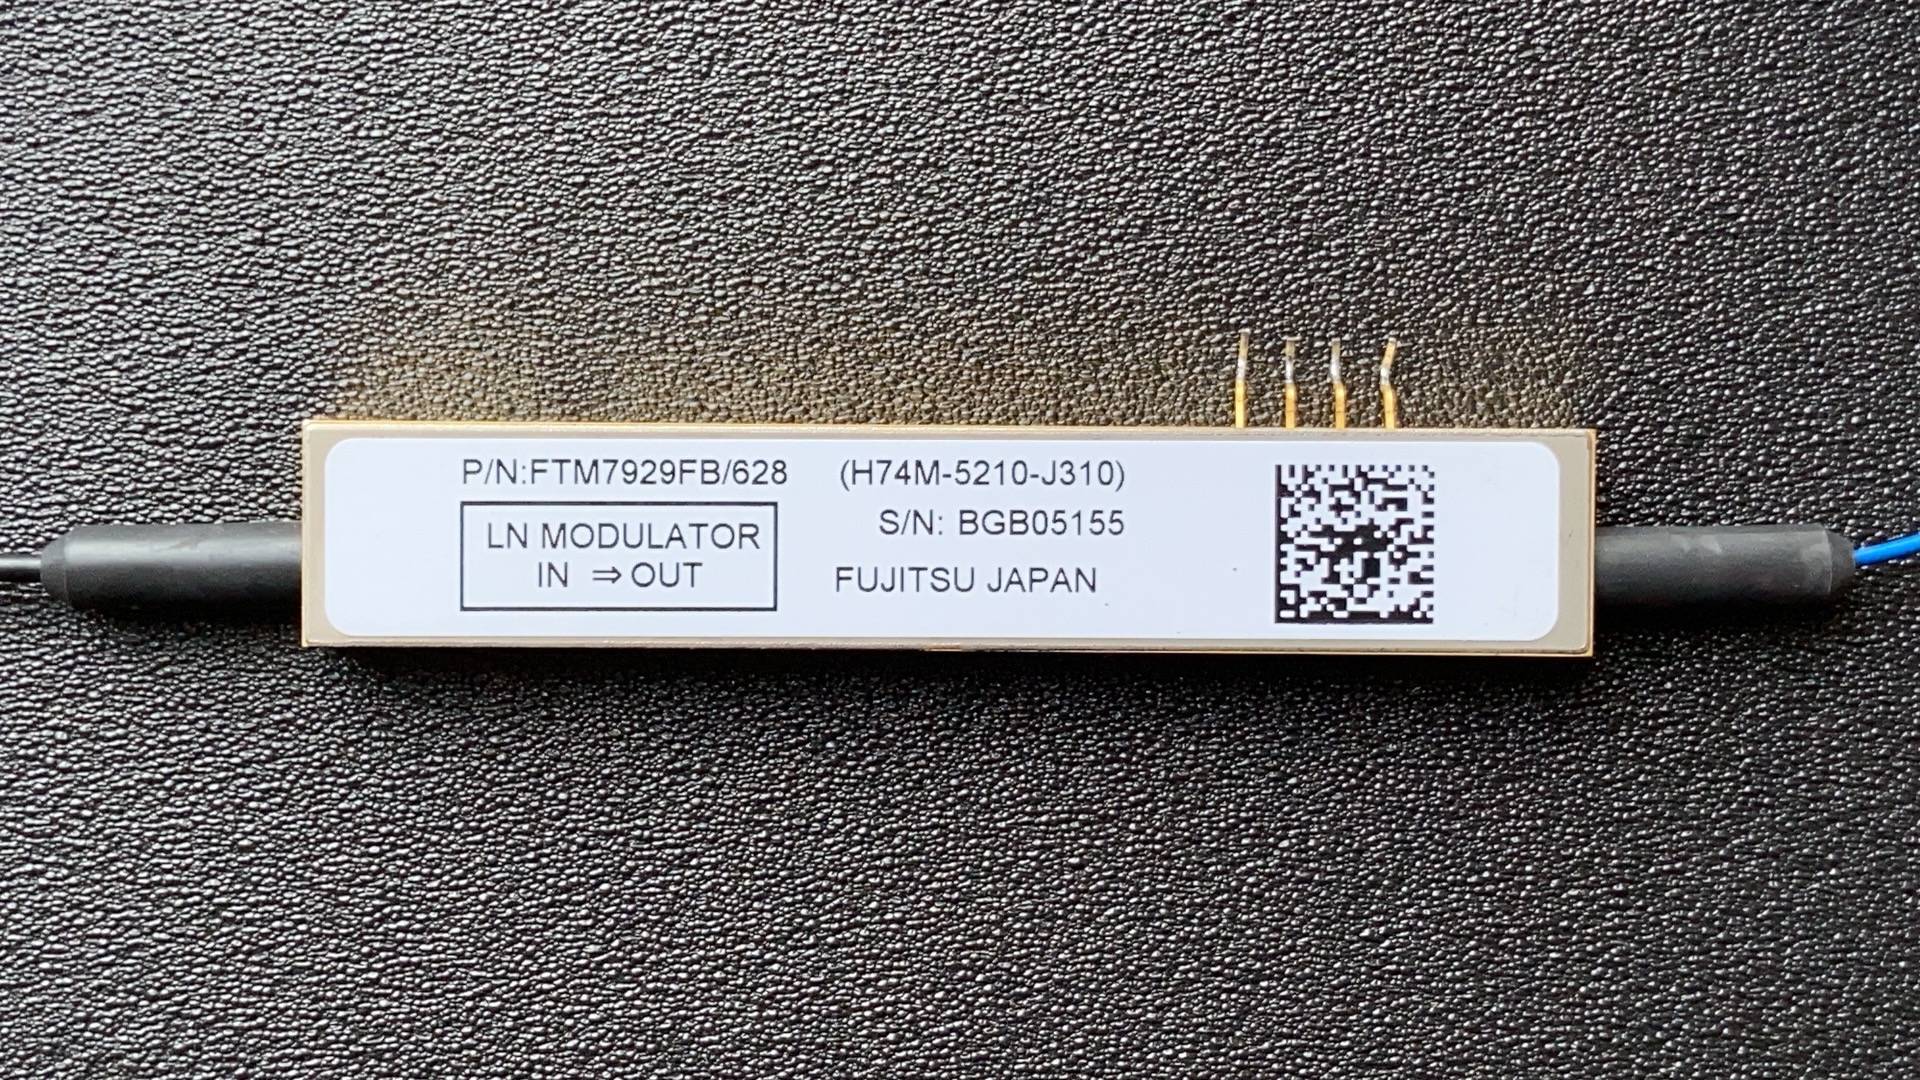 P/N:FTM7929FB/628 (H74M-5210-J310)
LN MODULATOR
IN ⇒ OUT
S/N: BGB05155
FUJITSU JAPAN